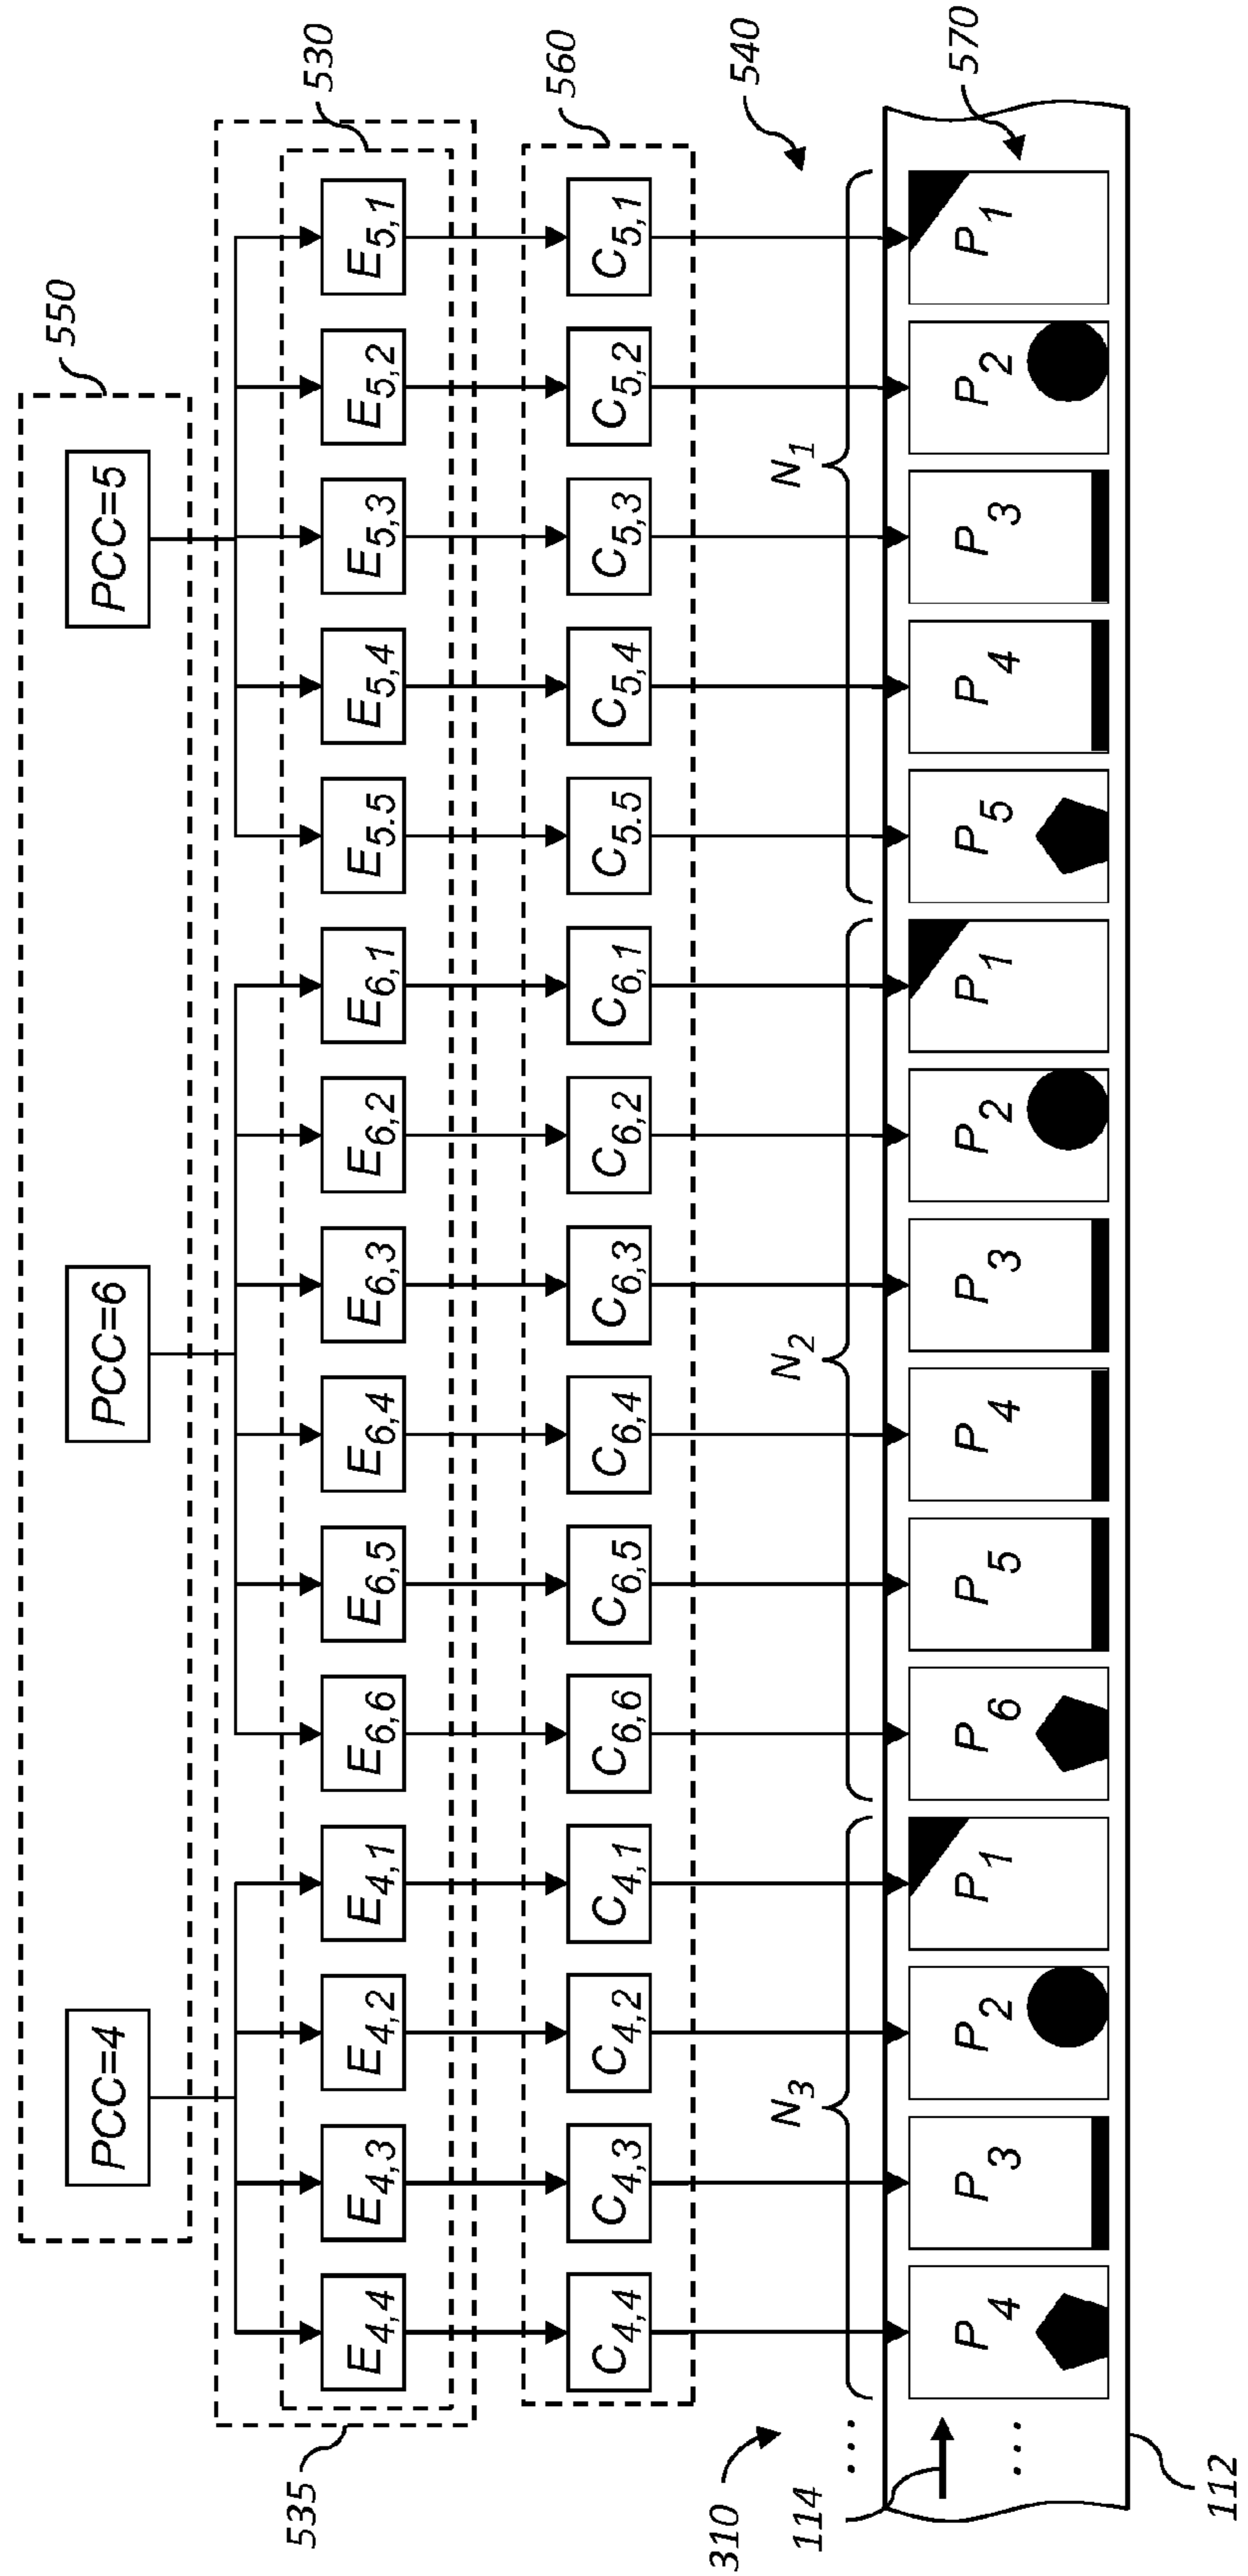 550
PCC=4 PCC=6 PCC=5
530
E4,4 E4,3 E4,2 E4,1 E6,6 E6,5 E6,4 E6,3 E6,2 E6,1 E5.5 E5,4 E5,3 E5,2 E5,1
535
560
C4,4 C4,3 C4,2 C4,1 C6,6 C6,5 C6,4 C6,3 C6,2 C6,1 C5.5 C5,4 C5,3 C5,2 C5,1
310
540
N3 N2 N1
...
114
570
P4 P3 P2 P1 P6 P5 P4 P3 P2 P1 P5 P4 P3 P2 P1
...
112